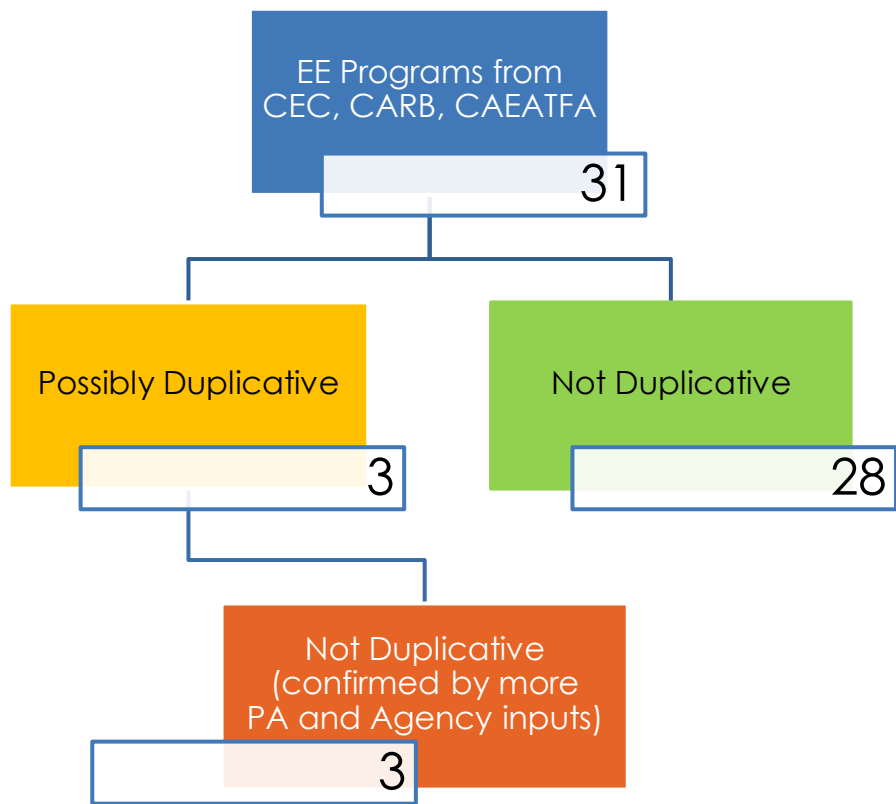 EE Programs from
CEC, CARB, CAEATFA
31
Possibly Duplicative
3
Not Duplicative
28
Not Duplicative
(confirmed by more
PA and Agency inputs)
3